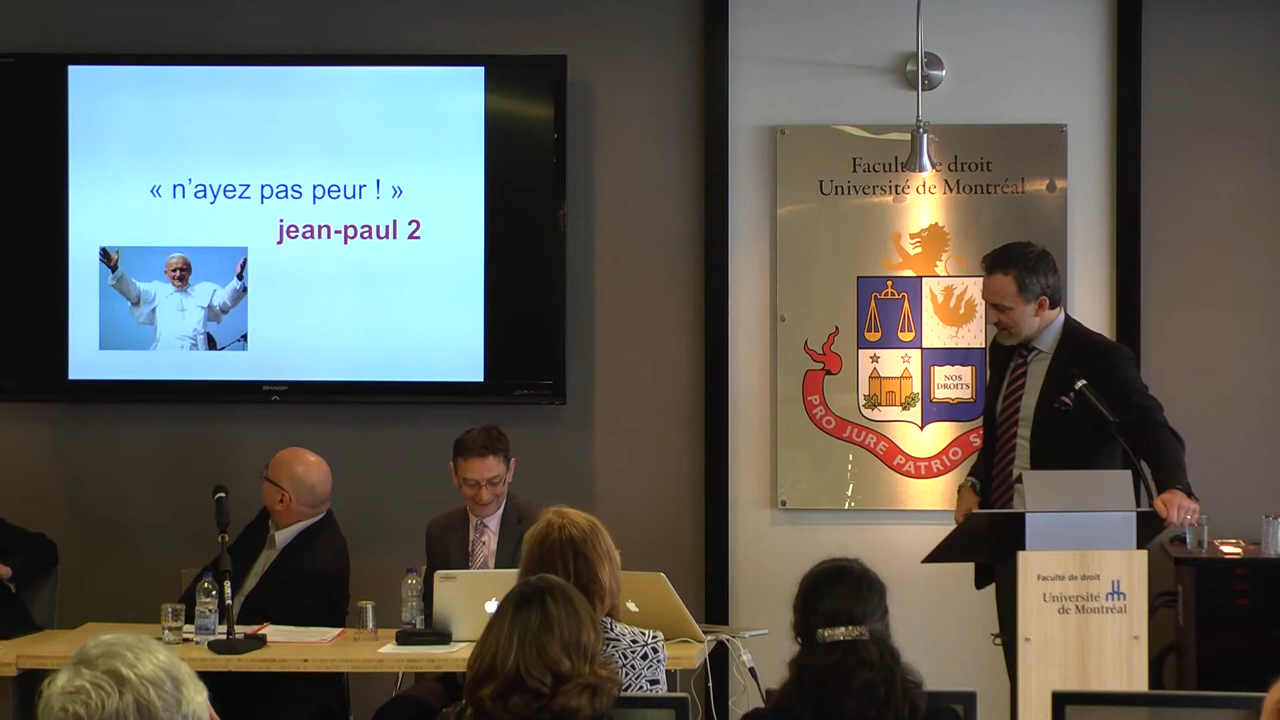 « n'ayez pas peur ! »
jean-paul 2
SHARP
Faculté de droit
Université de Montréal
NOS
DROITS
PRO JURE PATRIO
Faculté de droit
Université
de Montréal